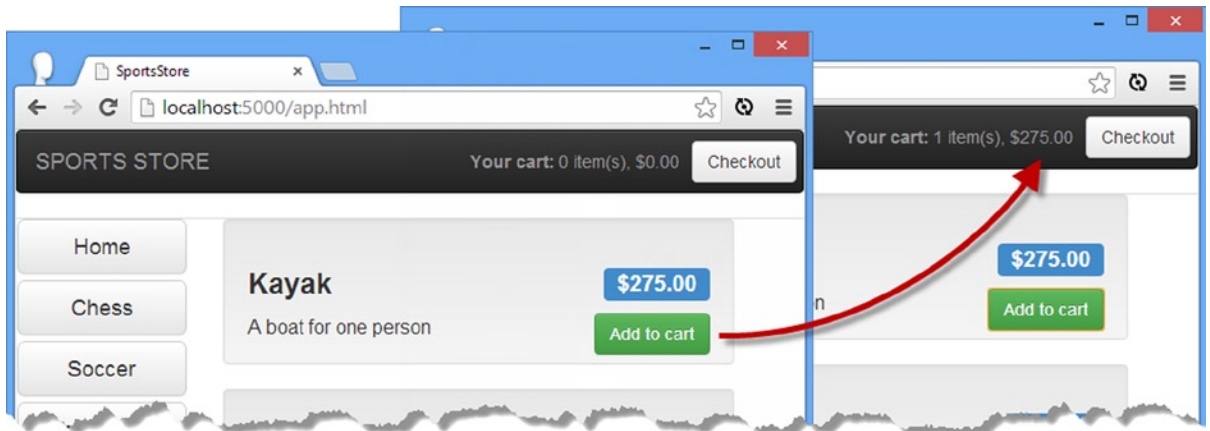 SportsStore
localhost:5000/app.html
SPORTS STORE
Your cart: 0 item(s), $0.00
Checkout
Home
Chess
Soccer
Kayak
$275.00
A boat for one person
Add to cart
Your cart: 1 item(s), $275.00
Checkout
$275.00
n
Add to cart